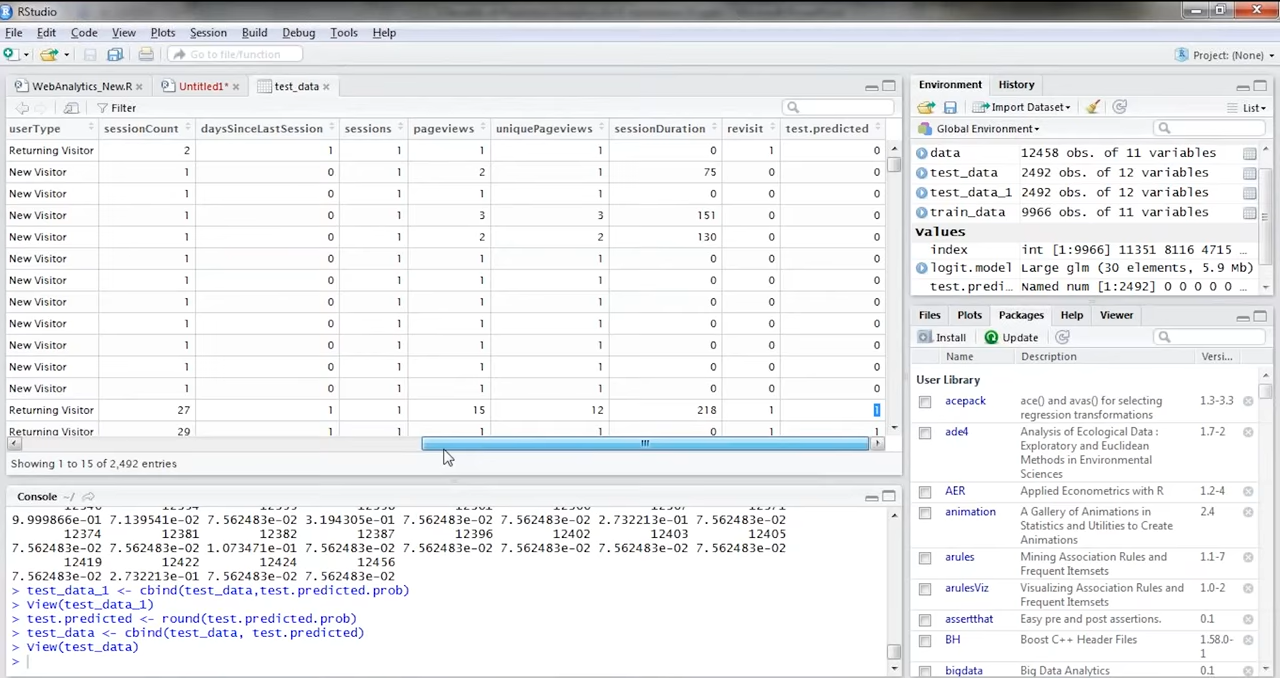 RStudio
File Edit Code View Plots Session Build Debug Tools Help
Go to file/function
Project: (None)
WebAnalytics_New.R Untitled1* test_data
Filter
userType sessionCount daysSinceLastSession sessions pageviews uniquePageviews sessionDuration revisit test.predicted
Returning Visitor 2 1 1 1 1 0 1 0
New Visitor 1 0 1 2 1 75 0 0
New Visitor 1 0 1 1 1 0 0 0
New Visitor 1 0 1 3 3 151 0 0
New Visitor 1 0 1 2 2 130 0 0
New Visitor 1 0 1 1 1 0 0 0
New Visitor 1 0 1 1 1 0 0 0
New Visitor 1 0 1 1 1 0 0 0
New Visitor 1 0 1 1 1 0 0 0
New Visitor 1 0 1 1 1 0 0 0
New Visitor 1 0 1 1 1 0 0 0
New Visitor 1 0 1 1 1 0 0 0
Returning Visitor 27 1 1 15 12 218 1 1
Returning Visitor 29 1 1 1 1 0 1 1
Showing 1 to 15 of 2,492 entries
Console ~/
9.999866e-01 7.139541e-02 7.562483e-02 3.194305e-01 7.562483e-02 7.562483e-02 2.732213e-01 7.562483e-02
12374 12381 12382 12387 12396 12402 12403 12405
7.562483e-02 7.562483e-02 1.073471e-01 7.562483e-02 7.562483e-02 7.562483e-02 7.562483e-02 7.562483e-02
12419 12422 12424 12456
7.562483e-02 2.732213e-01 7.562483e-02 7.562483e-02
> test_data_1 <- cbind(test_data,test.predicted.prob)
> View(test_data_1)
> test.predicted <- round(test.predicted.prob)
> test_data <- cbind(test_data, test.predicted)
> View(test_data)
>
Environment History
Import Dataset List
Global Environment
data 12458 obs. of 11 variables
test_data 2492 obs. of 12 variables
test_data_1 2492 obs. of 12 variables
train_data 9966 obs. of 11 variables
Values
index int [1:9966] 11351 8116 4715 ...
logit.model Large glm (30 elements, 5.9 Mb)
test.predi... Named num [1:2492] 0 0 0 0 0 ...
Files Plots Packages Help Viewer
Install Update
Name Description Versi...
User Library
acepack ace() and avas() for selecting regression transformations 1.3-3.3
ade4 Analysis of Ecological Data : Exploratory and Euclidean Methods in Environmental Sciences 1.7-2
AER Applied Econometrics with R 1.2-4
animation A Gallery of Animations in Statistics and Utilities to Create Animations 2.4
arules Mining Association Rules and Frequent Itemsets 1.1-7
arulesViz Visualizing Association Rules and Frequent Itemsets 1.0-2
assertthat Easy pre and post assertions. 0.1
BH Boost C++ Header Files 1.58.0-1
bigdata Big Data Analytics 0.1